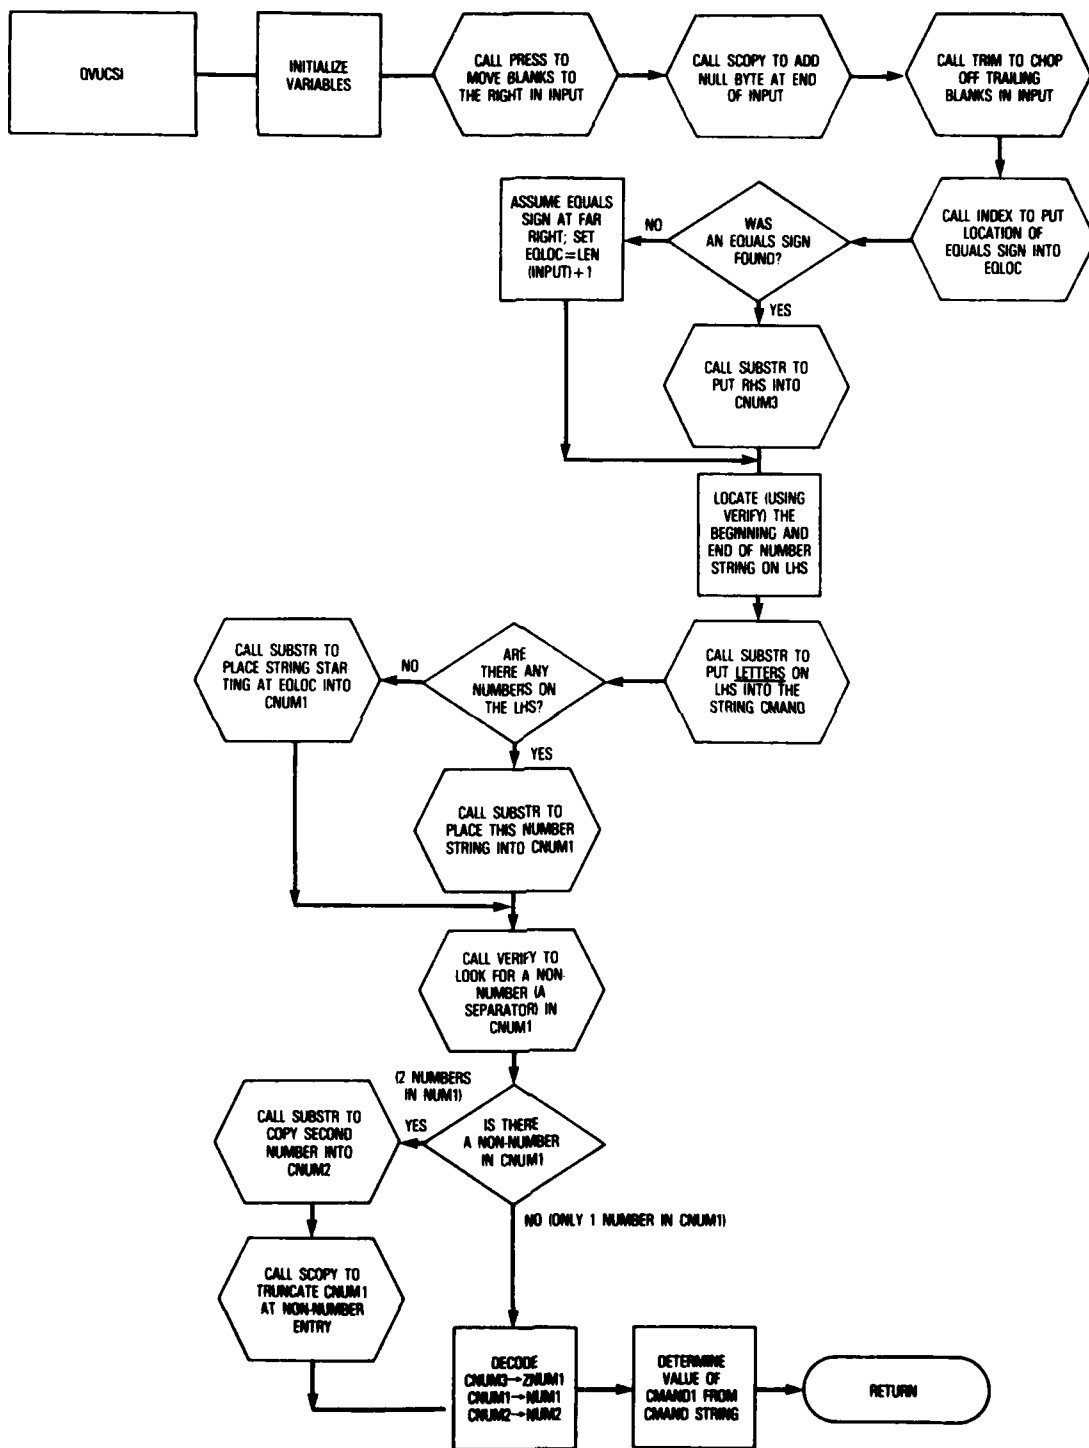 QVUCSI
INITIALIZE
VARIABLES
CALL PRESS TO
MOVE BLANKS TO
THE RIGHT IN INPUT
CALL SCOPY TO ADD
NULL BYTE AT END
OF INPUT
CALL TRIM TO CHOP
OFF TRAILING
BLANKS IN INPUT
CALL INDEX TO PUT
LOCATION OF
EQUALS SIGN INTO
EQLOC
WAS
AN EQUALS SIGN
FOUND?
NO
ASSUME EQUALS
SIGN AT FAR
RIGHT; SET
EQLOC=LEN
(INPUT)+1
YES
CALL SUBSTR TO
PUT RHS INTO
CNUM3
LOCATE (USING
VERIFY) THE
BEGINNING AND
END OF NUMBER
STRING ON LHS
CALL SUBSTR TO
PUT LETTERS ON
LHS INTO THE
STRING CMAND
ARE
THERE ANY
NUMBERS ON
THE LHS?
NO
CALL SUBSTR TO
PLACE STRING STAR
TING AT EQLOC INTO
CNUM1
YES
CALL SUBSTR TO
PLACE THIS NUMBER
STRING INTO CNUM1
CALL VERIFY TO
LOOK FOR A NON-
NUMBER (A
SEPARATOR) IN
CNUM1
IS THERE
A NON-NUMBER
IN CNUM1
(2 NUMBERS
IN NUM1)
YES
CALL SUBSTR TO
COPY SECOND
NUMBER INTO
CNUM2
CALL SCOPY TO
TRUNCATE CNUM1
AT NON-NUMBER
ENTRY
NO (ONLY 1 NUMBER IN CNUM1)
DECODE
CNUM3→ZNUM1
CNUM1→NUM1
CNUM2→NUM2
DETERMINE
VALUE OF
CMAND1 FROM
CMAND STRING
RETURN